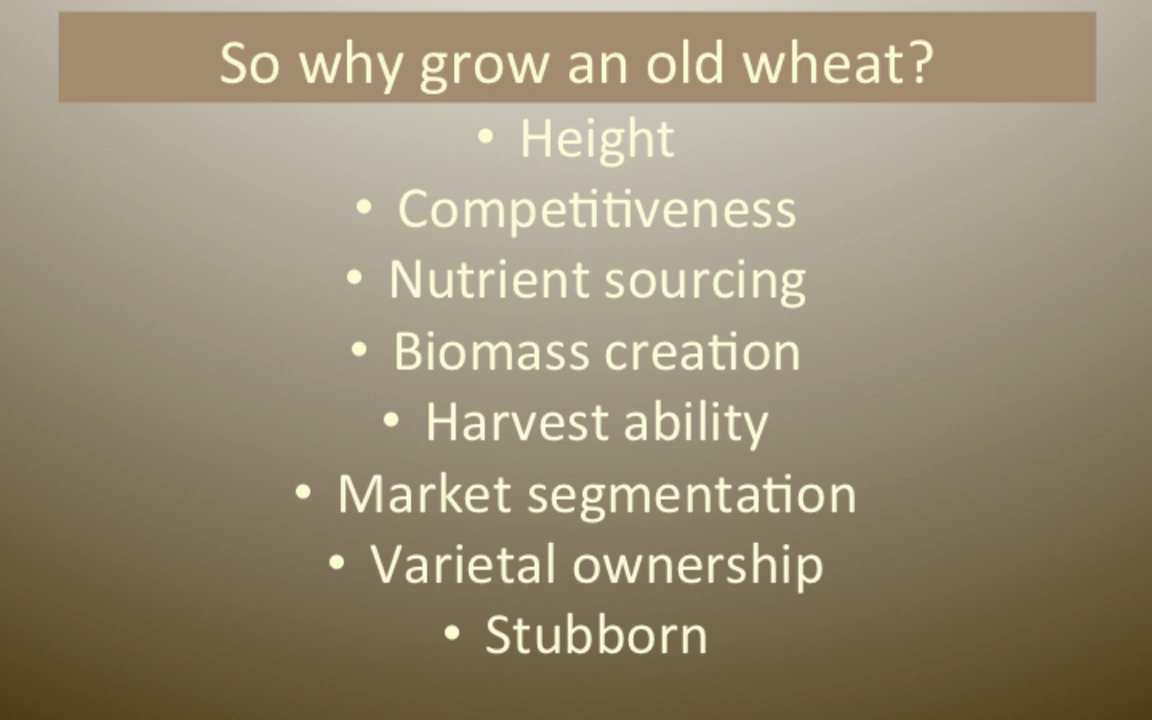 So why grow an old wheat?
• Height
• Competitiveness
• Nutrient sourcing
• Biomass creation
• Harvest ability
• Market segmentation
• Varietal ownership
• Stubborn